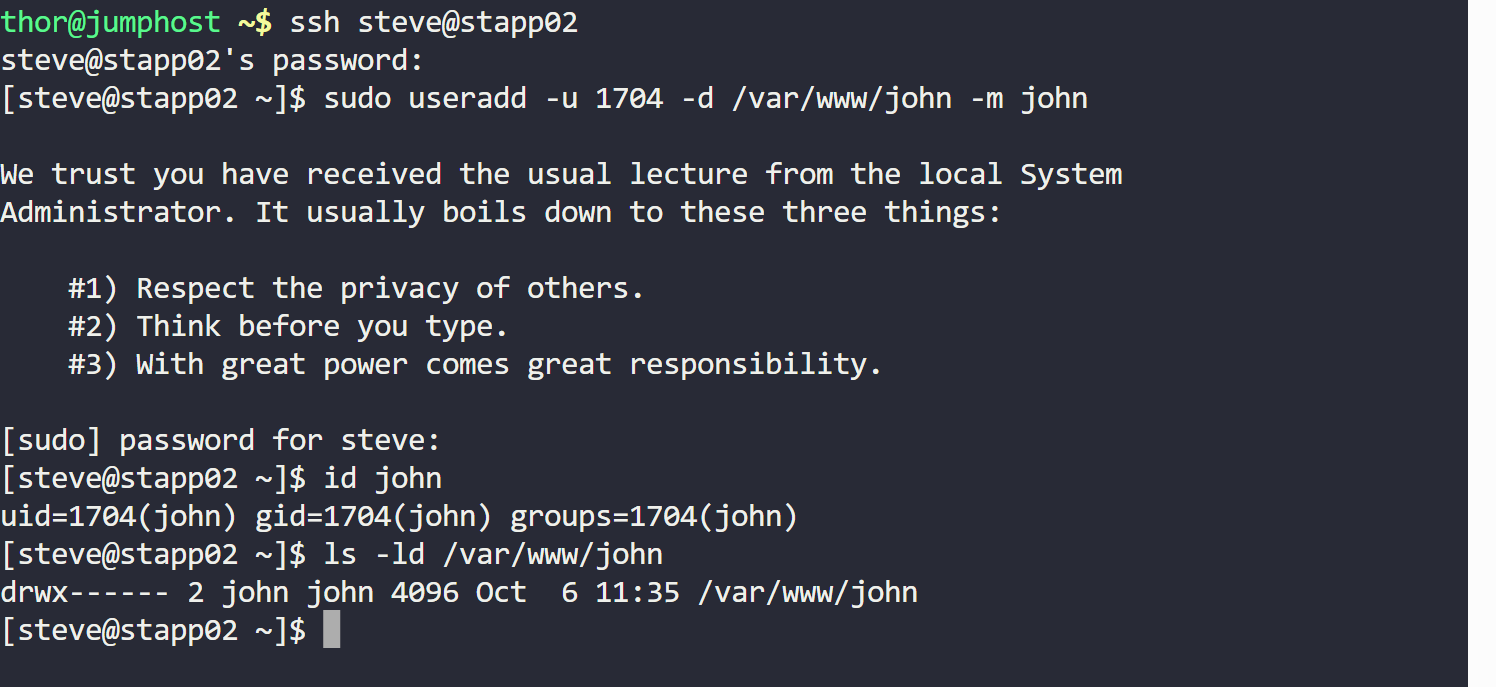 thor@jumphost ~$ ssh steve@stapp02
steve@stapp02's password:
[steve@stapp02 ~]$ sudo useradd -u 1704 -d /var/www/john -m john
We trust you have received the usual lecture from the local System
Administrator. It usually boils down to these three things:
#1) Respect the privacy of others.
#2) Think before you type.
#3) With great power comes great responsibility.
[sudo] password for steve:
[steve@stapp02 ~]$ id john
uid=1704(john) gid=1704(john) groups=1704(john)
[steve@stapp02 ~]$ ls -ld /var/www/john
drwx------ 2 john john 4096 Oct  6 11:35 /var/www/john
[steve@stapp02 ~]$